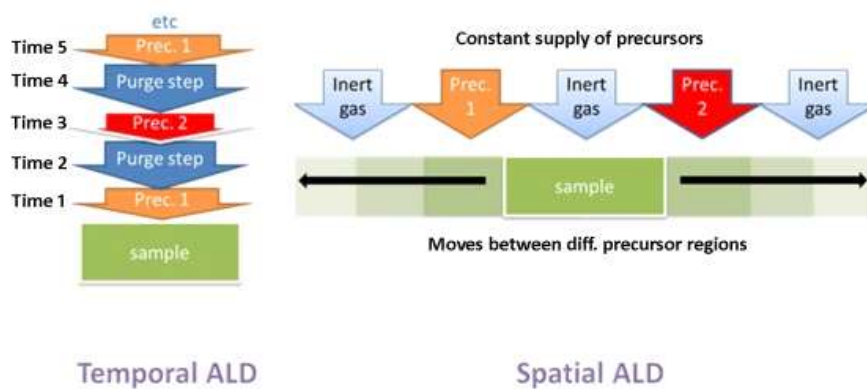 etc
Time 5
Prec. 1
Time 4
Purge step
Time 3
Prec. 2
Time 2
Purge step
Time 1
Prec. 1
sample
Temporal ALD
Constant supply of precursors
Inert
gas
Prec.
1
Inert
gas
Prec.
2
Inert
gas
sample
Moves between diff. precursor regions
Spatial ALD